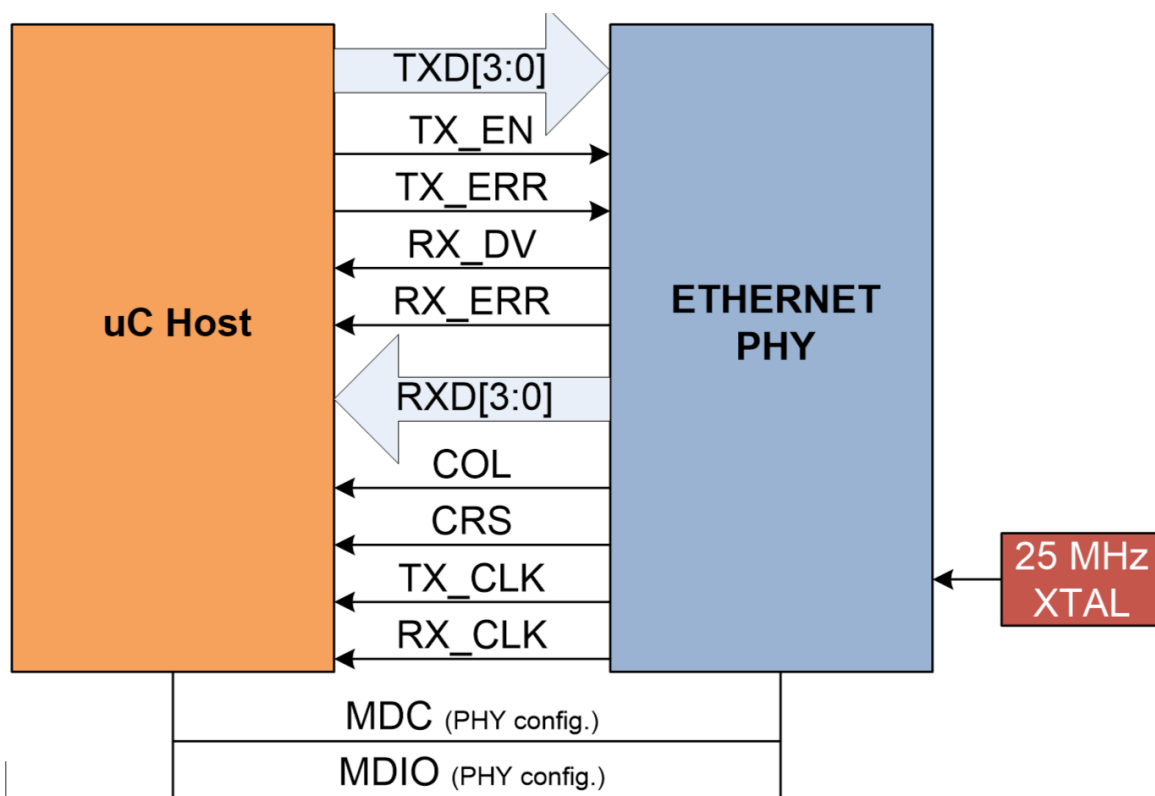 TXD[3:0]
TX_EN
TX_ERR
RX_DV
RX_ERR
uC Host
ETHERNET
PHY
RXD[3:0]
COL
CRS
TX_CLK
RX_CLK
25 MHz
XTAL
MDC (PHY config.)
MDIO (PHY config.)